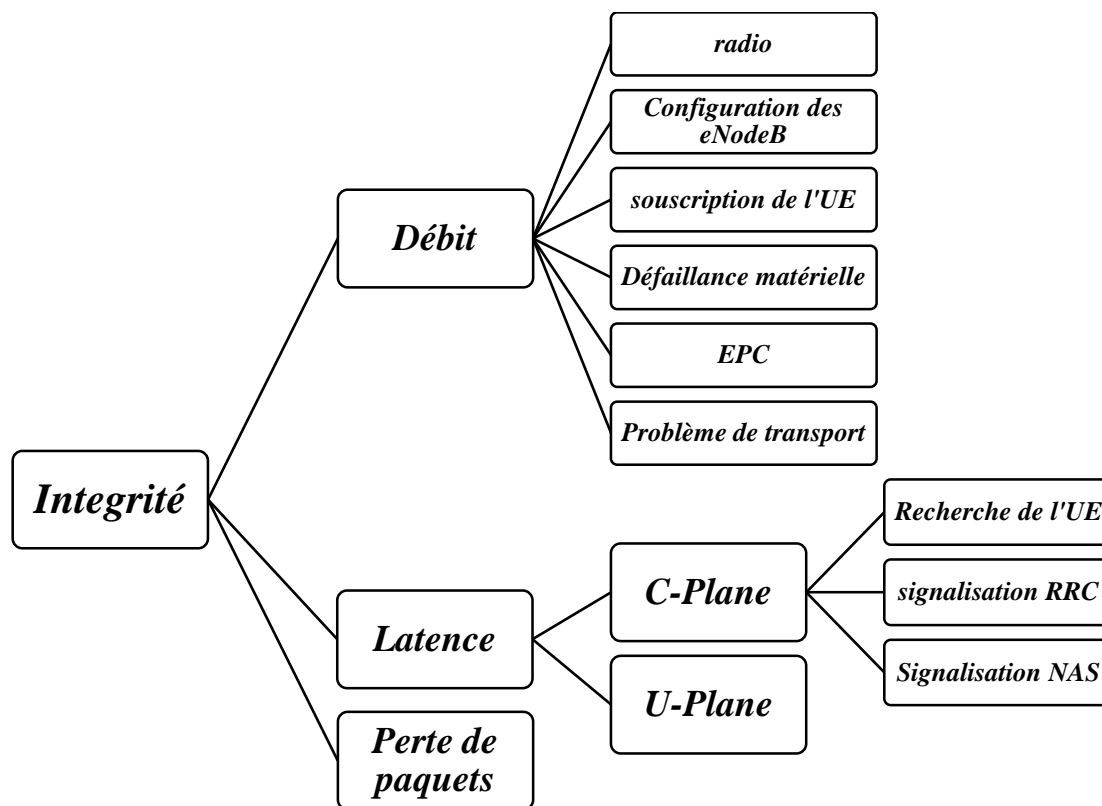 radio
Configuration des
eNodeB
souscription de l'UE
Débit
Défaillance matérielle
EPC
Problème de transport
Integrité
Recherche de l'UE
C-Plane
signalisation RRC
Latence
Signalisation NAS
U-Plane
Perte de
paquets